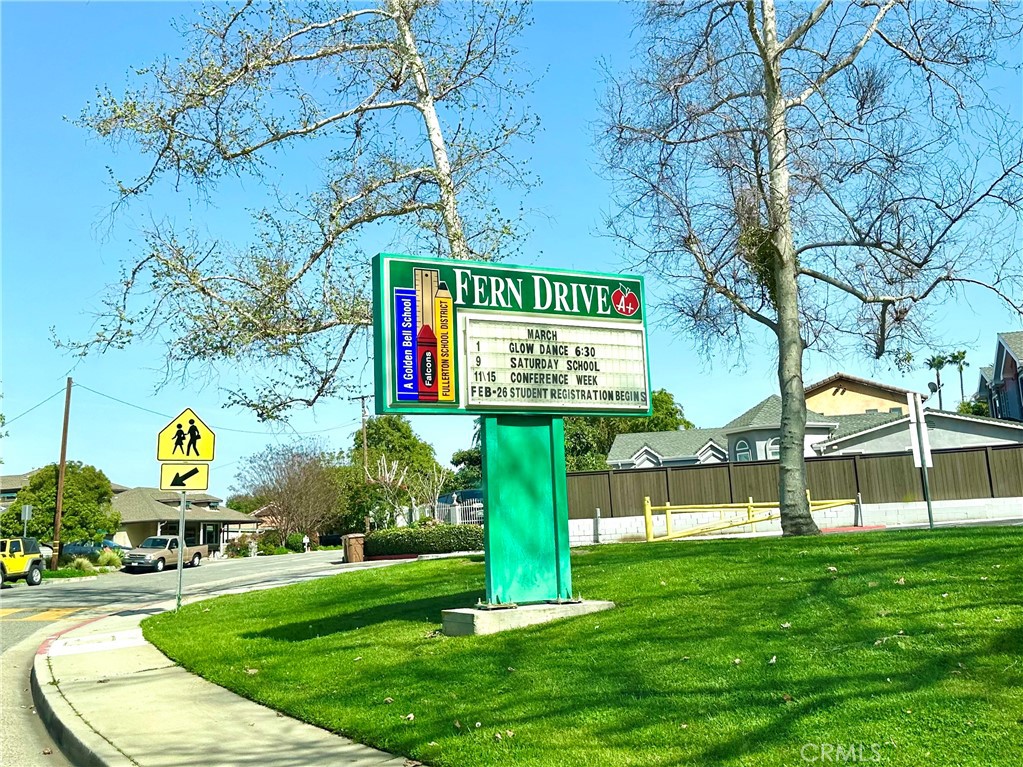 FERN DRIVE A+
A Golden Bell School
Falcons
FULLERTON SCHOOL DISTRICT
MARCH
1 GLOW DANCE 6:30
9 SATURDAY SCHOOL
11\15 CONFERENCE WEEK
FEB-26 STUDENT REGISTRATION BEGINS
CRMLS